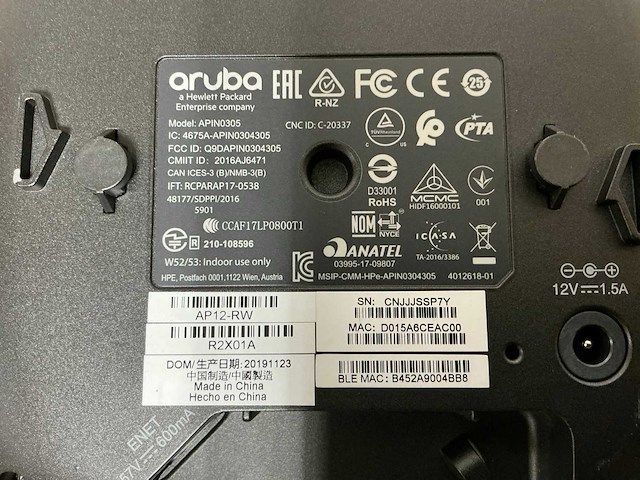 aruba
a Hewlett Packard
Enterprise company
EAC
R-NZ
FC CE
25
Model: APIN0305
CNC ID: C-20337
IC: 4675A-APIN0304305
FCC ID: Q9DAPIN0304305
CMIIT ID: 2016AJ6471
CAN ICES-3 (B)/NMB-3(B)
IFT: RCPARAP17-0538
48177/SDPPI/2016
5901
CCAF17LP0800T1
R 210-108596
W52/53: Indoor use only
HPE, Postfach 0001,1122 Wien, Austria
TÜVRheinland
C US
PTA
D33001
RoHS
MCMC
HIDF16000101
001
NOM
NYCE
ICASA
TA-2016/3386
ANATEL
03995-17-09807
MSIP-CMM-HPe-APIN0304305
4012618-01
12V⎓1.5A
AP12-RW
R2X01A
DOM/生产日期: 20191123
中国制造/中國製造
Made in China
Hecho en China
SN: CNJJJSSP7Y
MAC: D015A6CEAC00
BLE MAC: B452A9004BB8
ENET
57V⎓600mA